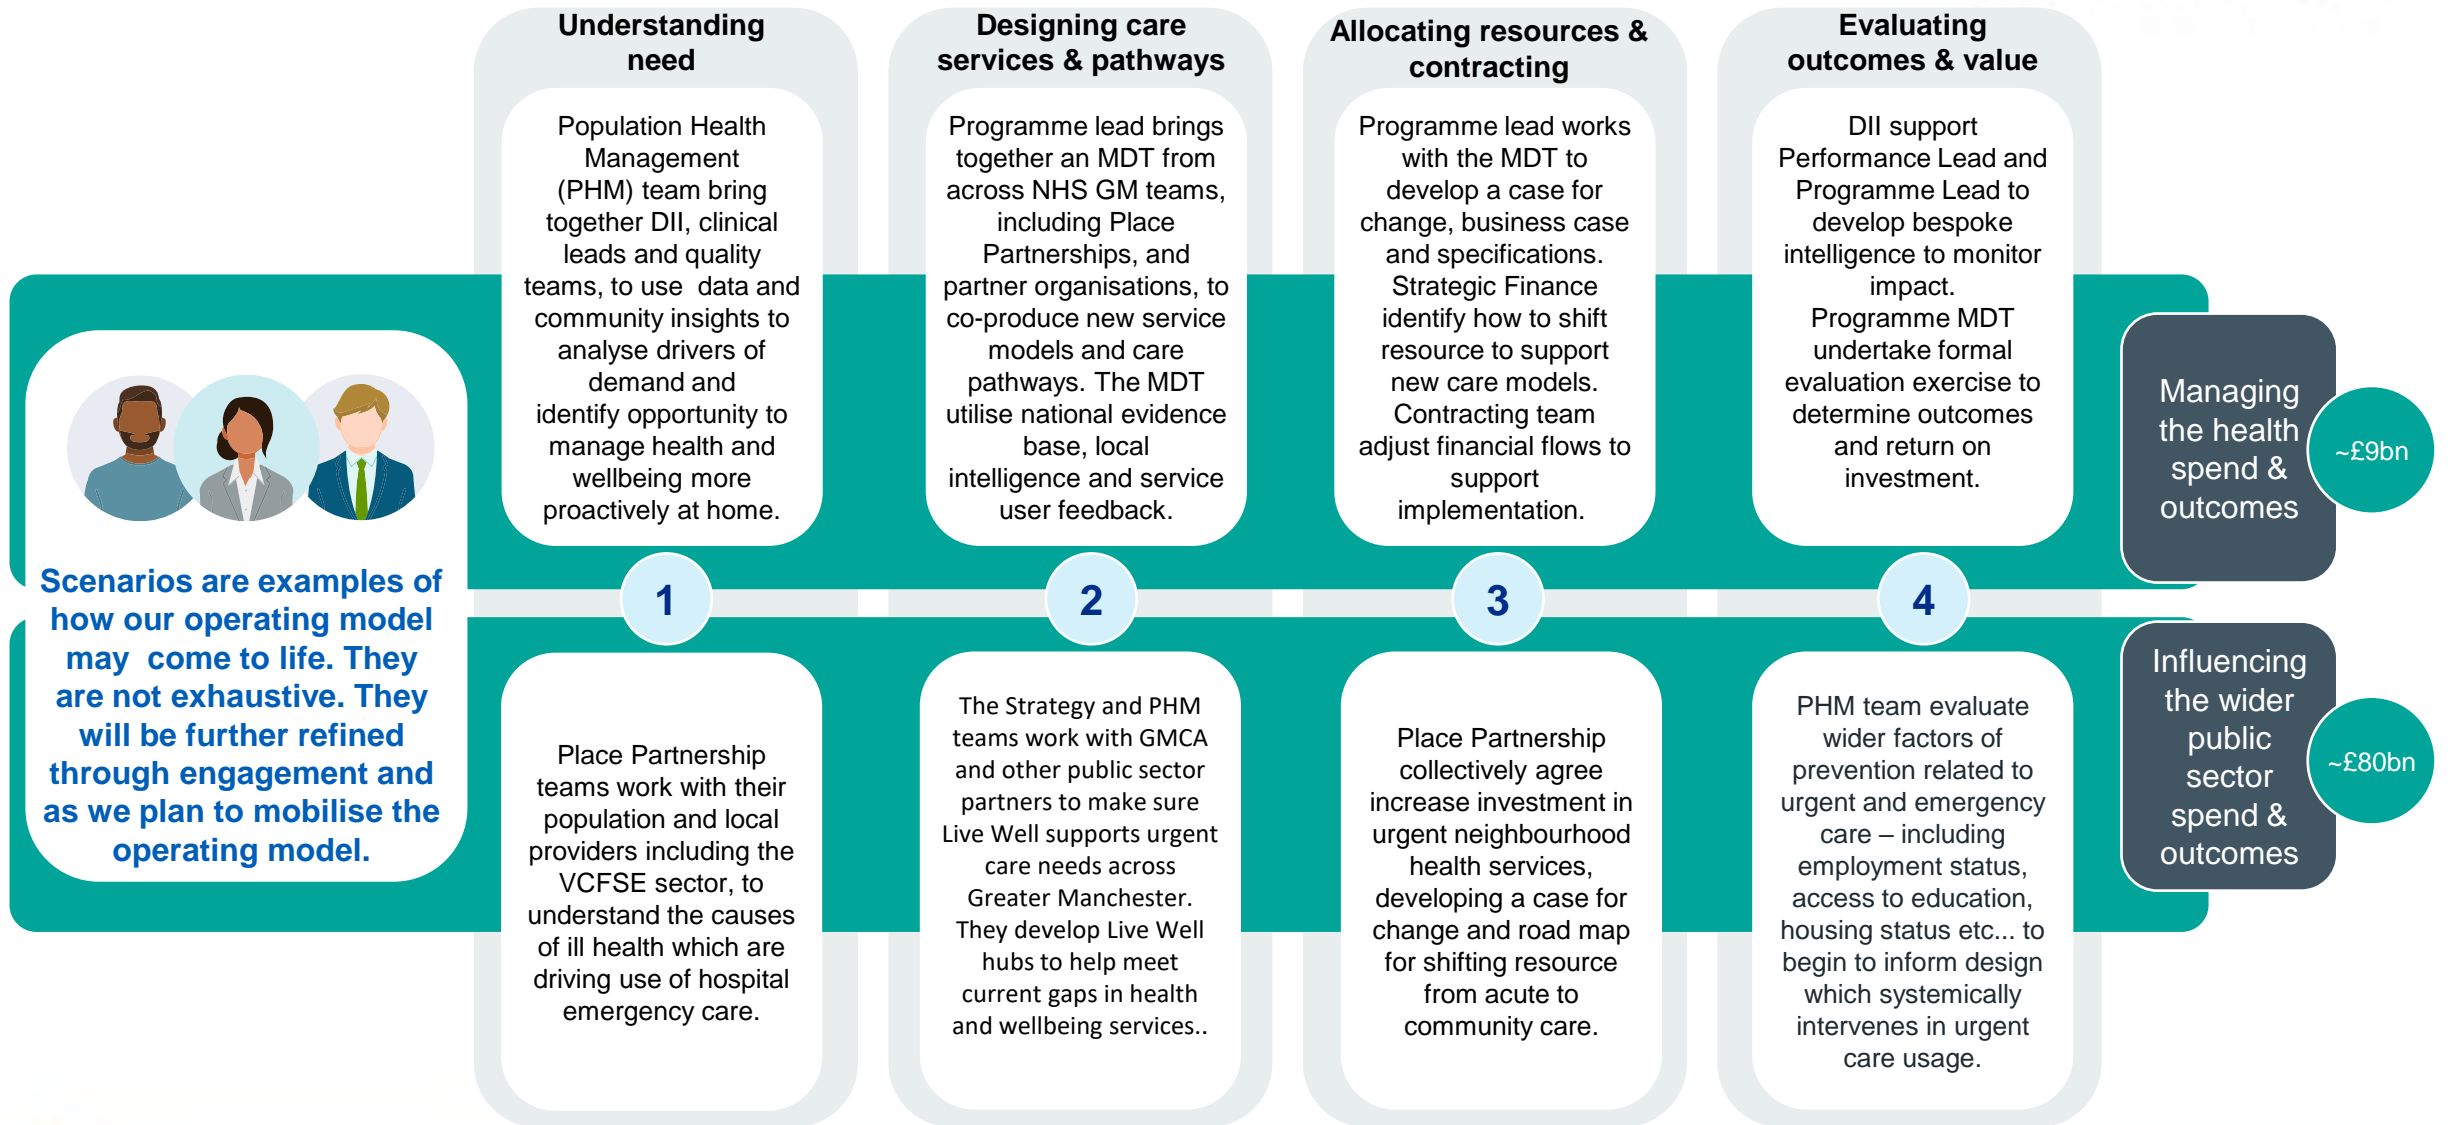 Understanding
need
Population Health
Management
(PHM) team bring
together DII, clinical
leads and quality
teams, to use  data and
community insights to
analyse drivers of
demand and
identify opportunity to
manage health and
wellbeing more
proactively at home.
Designing care
services & pathways
Programme lead brings
together an MDT from
across NHS GM teams,
including Place
Partnerships, and
partner organisations, to
co-produce new service
models and care
pathways. The MDT
utilise national evidence
base, local
intelligence and service
user feedback.
Allocating resources &
contracting
Programme lead works
with the MDT to
develop a case for
change, business case
and specifications.
Strategic Finance
identify how to shift
resource to support
new care models.
Contracting team
adjust financial flows to
support
implementation.
Evaluating
outcomes & value
DII support
Performance Lead and
Programme Lead to
develop bespoke
intelligence to monitor
impact.
Programme MDT
undertake formal
evaluation exercise to
determine outcomes
and return on
investment.
Managing
the health
spend &
outcomes
~£9bn
Scenarios are examples of
how our operating model
may  come to life. They
are not exhaustive. They
will be further refined
through engagement and
as we plan to mobilise the
operating model.
1
2
3
4
Place Partnership
teams work with their
population and local
providers including the
VCFSE sector, to
understand the causes
of ill health which are
driving use of hospital
emergency care.
The Strategy and PHM
teams work with GMCA
and other public sector
partners to make sure
Live Well supports urgent
care needs across
Greater Manchester.
They develop Live Well
hubs to help meet
current gaps in health
and wellbeing services..
Place Partnership
collectively agree
increase investment in
urgent neighbourhood
health services,
developing a case for
change and road map
for shifting resource
from acute to
community care.
PHM team evaluate
wider factors of
prevention related to
urgent and emergency
care – including
employment status,
access to education,
housing status etc... to
begin to inform design
which systemically
intervenes in urgent
care usage.
Influencing
the wider
public
sector
spend &
outcomes
~£80bn